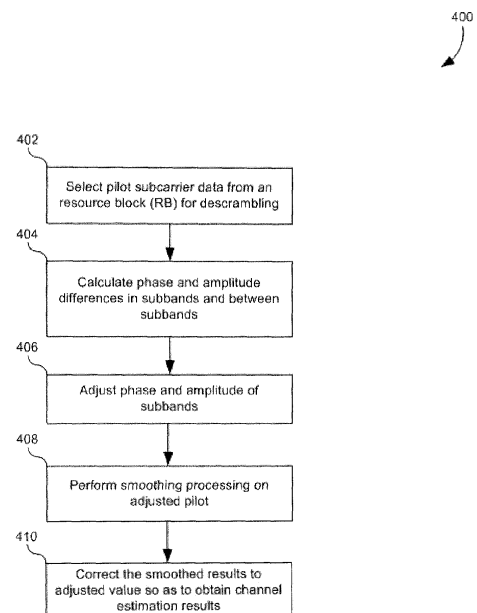 400
402
Select pilot subcarrier data from an
resource block (RB) for descrambling
404
Calculate phase and amplitude
differences in subbands and between
subbands
406
Adjust phase and amplitude of
subbands
408
Perform smoothing processing on
adjusted pilot
410
Correct the smoothed results to
adjusted value so as to obtain channel
estimation results